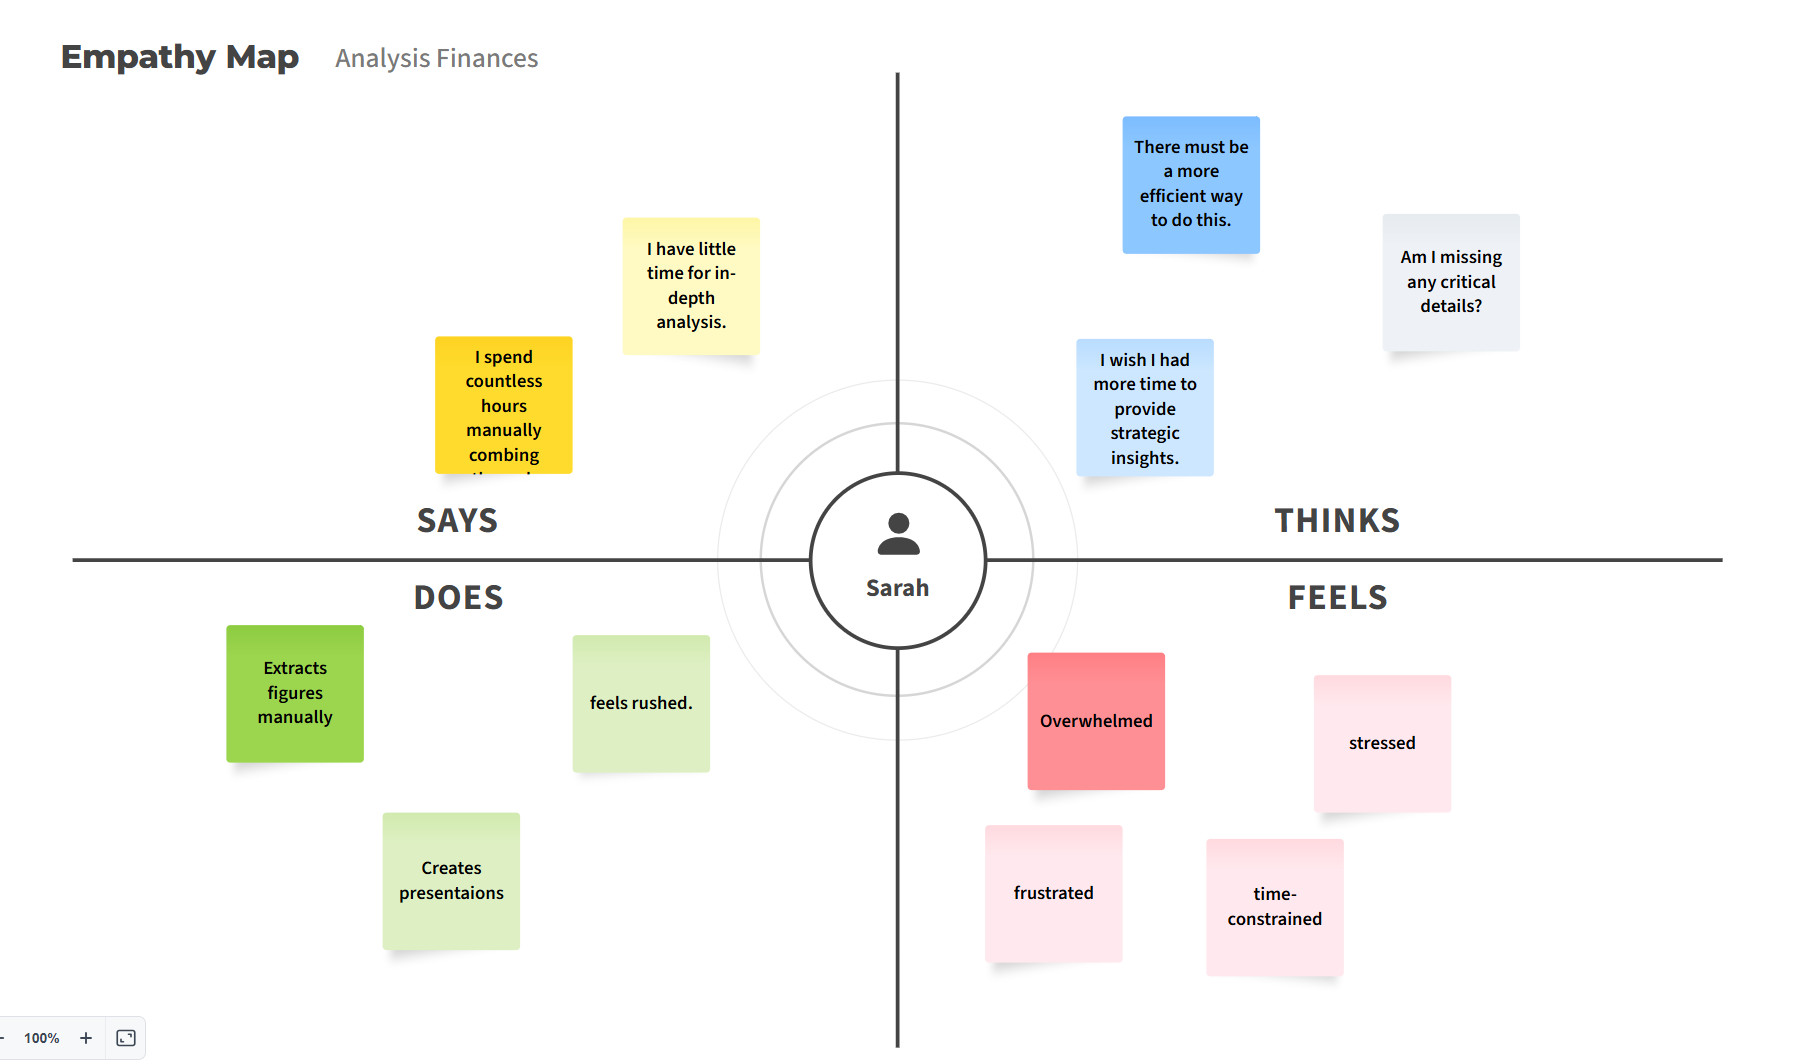 Empathy Map Analysis Finances
I have little
time for in-
depth
analysis.
I spend
countless
hours
manually
combing
SAYS
There must be
a more
efficient way
to do this.
Am I missing
any critical
details?
I wish I had
more time to
provide
strategic
insights.
THINKS
Sarah
DOES
Extracts
figures
manually
feels rushed.
Creates
presentaions
FEELS
Overwhelmed
stressed
frustrated
time-
constrained
- 100% +